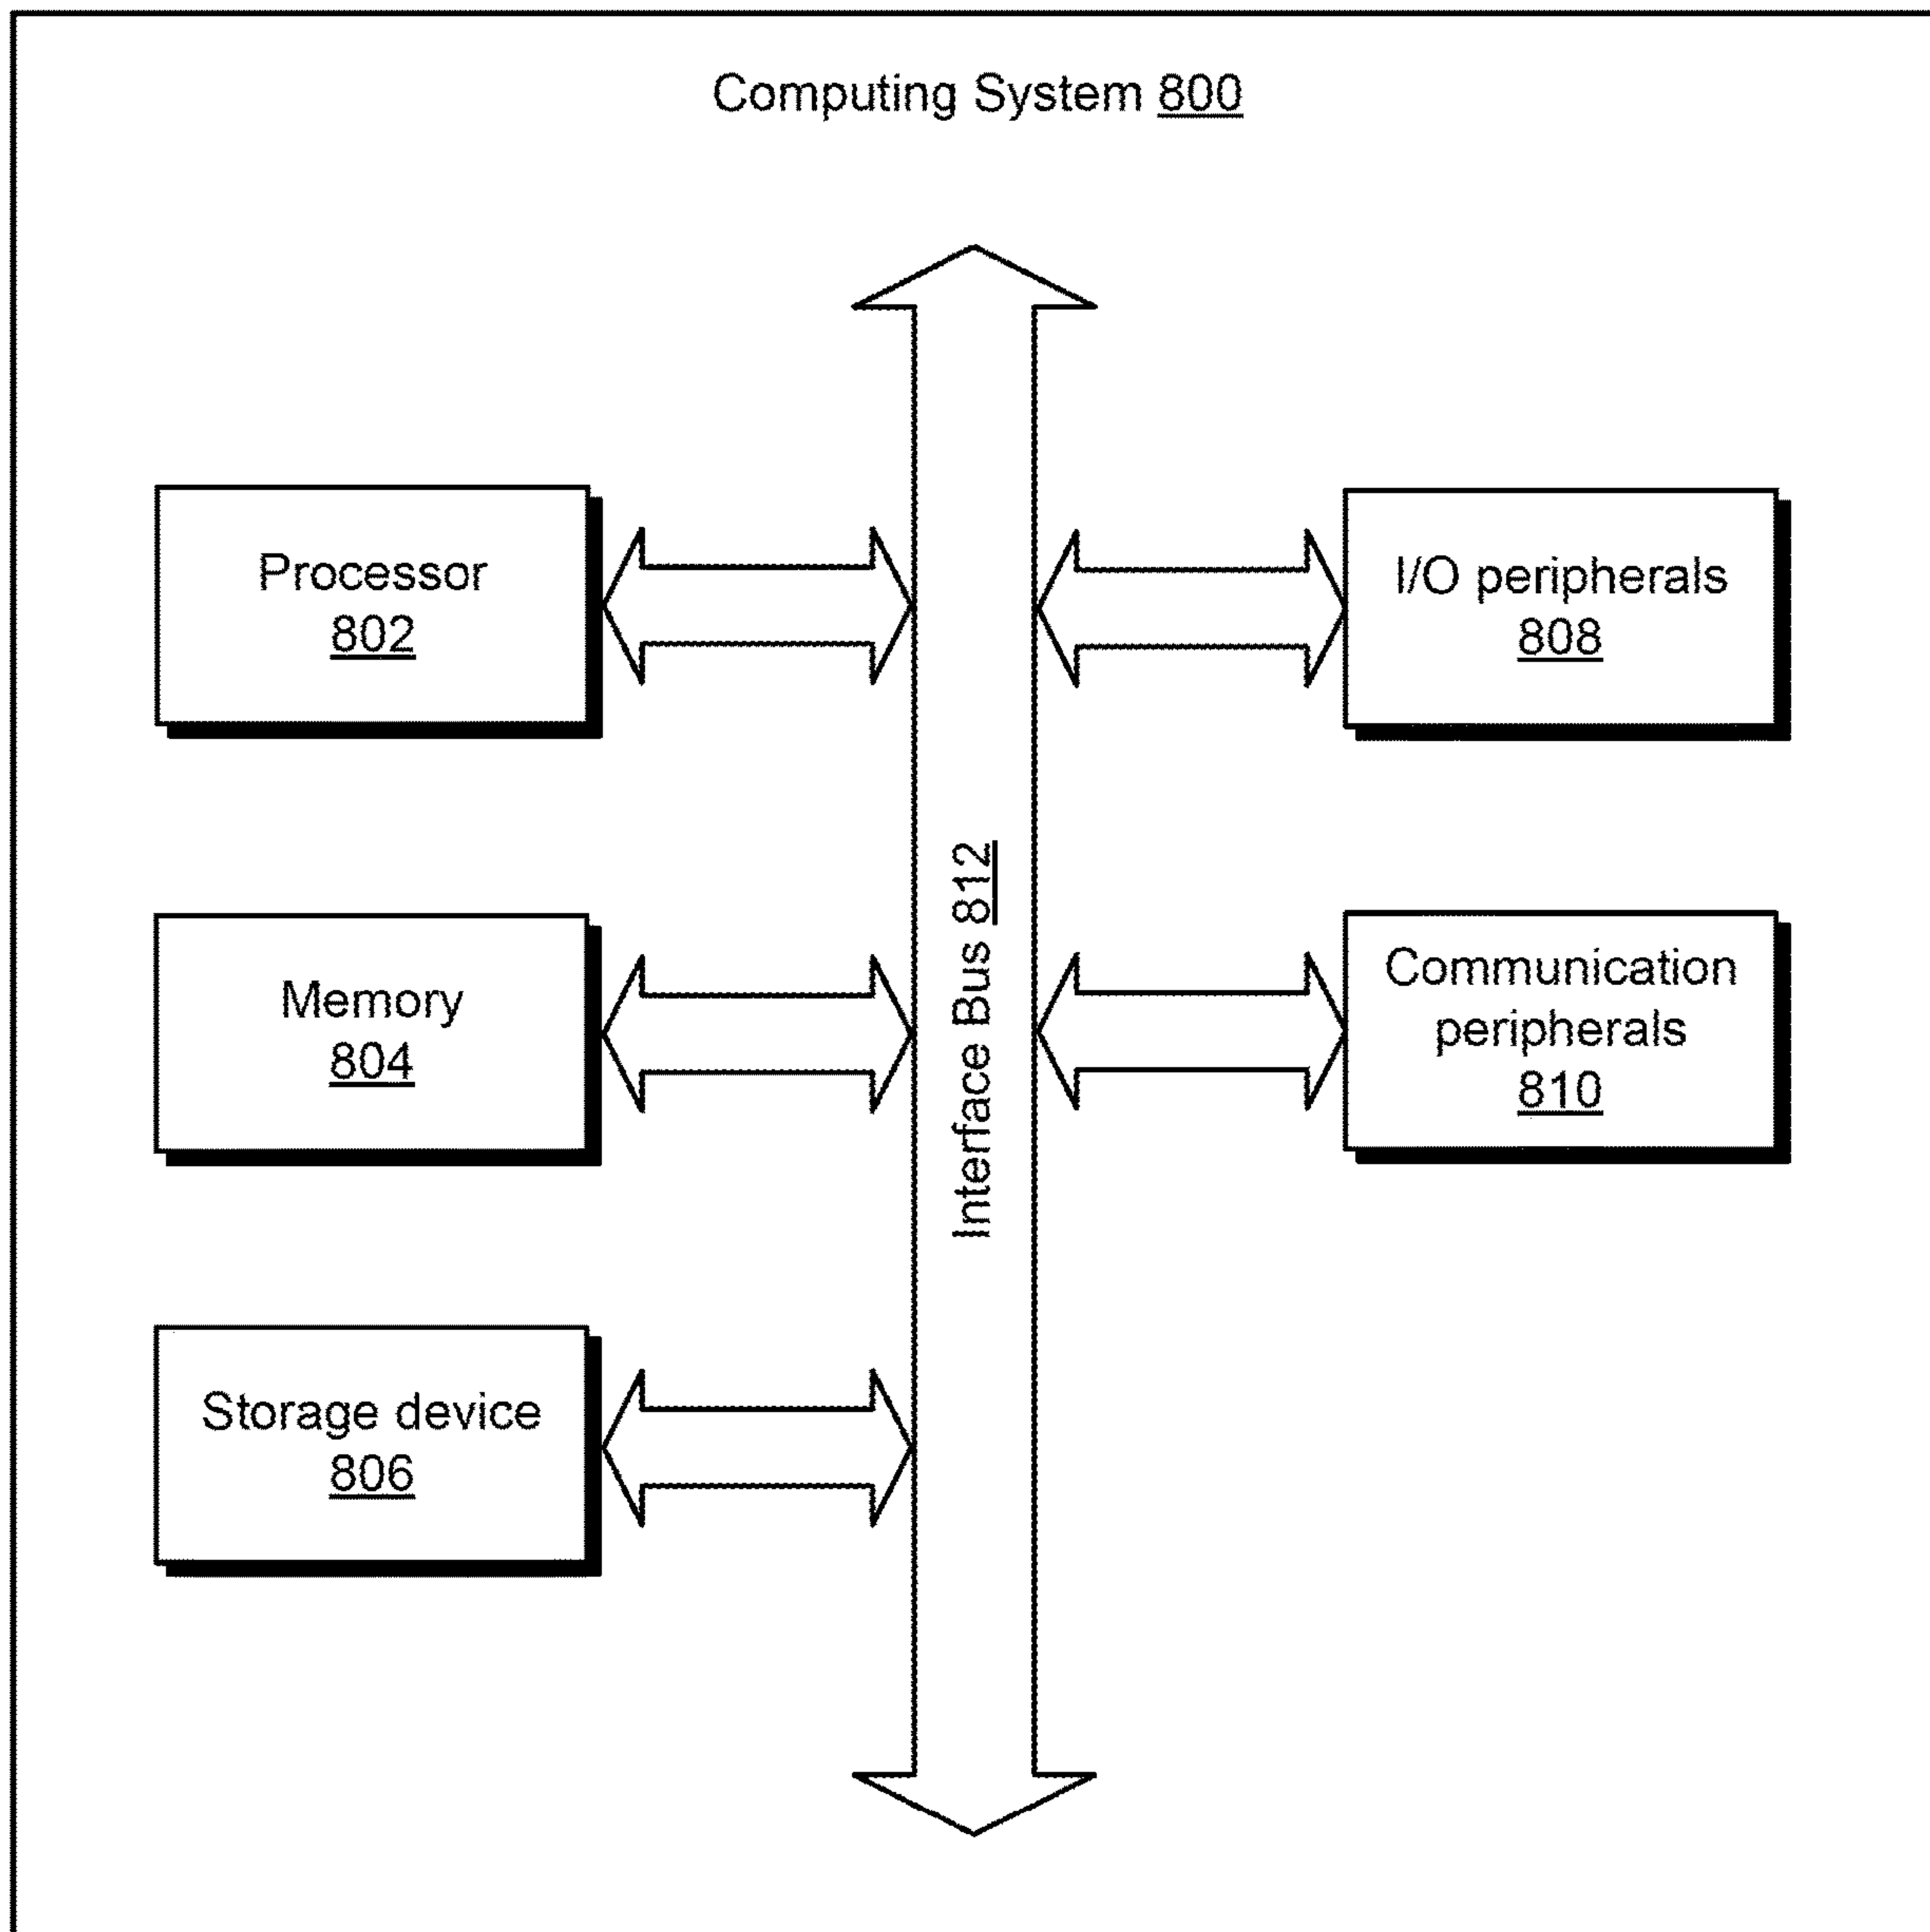 Computing System 800
Processor
802
I/O peripherals
808
Interface Bus 812
Memory
804
Communication
peripherals
810
Storage device
806